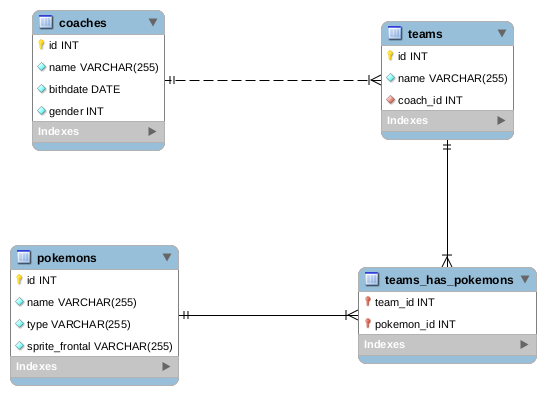 coaches
id INT
name VARCHAR(255)
bithdate DATE
gender INT
Indexes
teams
id INT
name VARCHAR(255)
coach_id INT
Indexes
pokemons
id INT
name VARCHAR(255)
type VARCHAR(255)
sprite_frontal VARCHAR(255)
Indexes
teams_has_pokemons
team_id INT
pokemon_id INT
Indexes